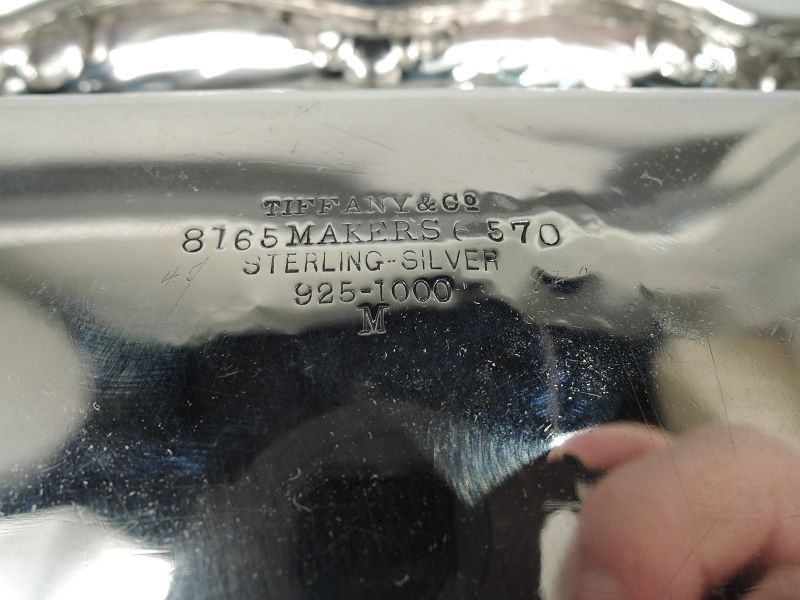 TIFFANY & Co
8165 MAKERS 6570
STERLING-SILVER
925-1000
M